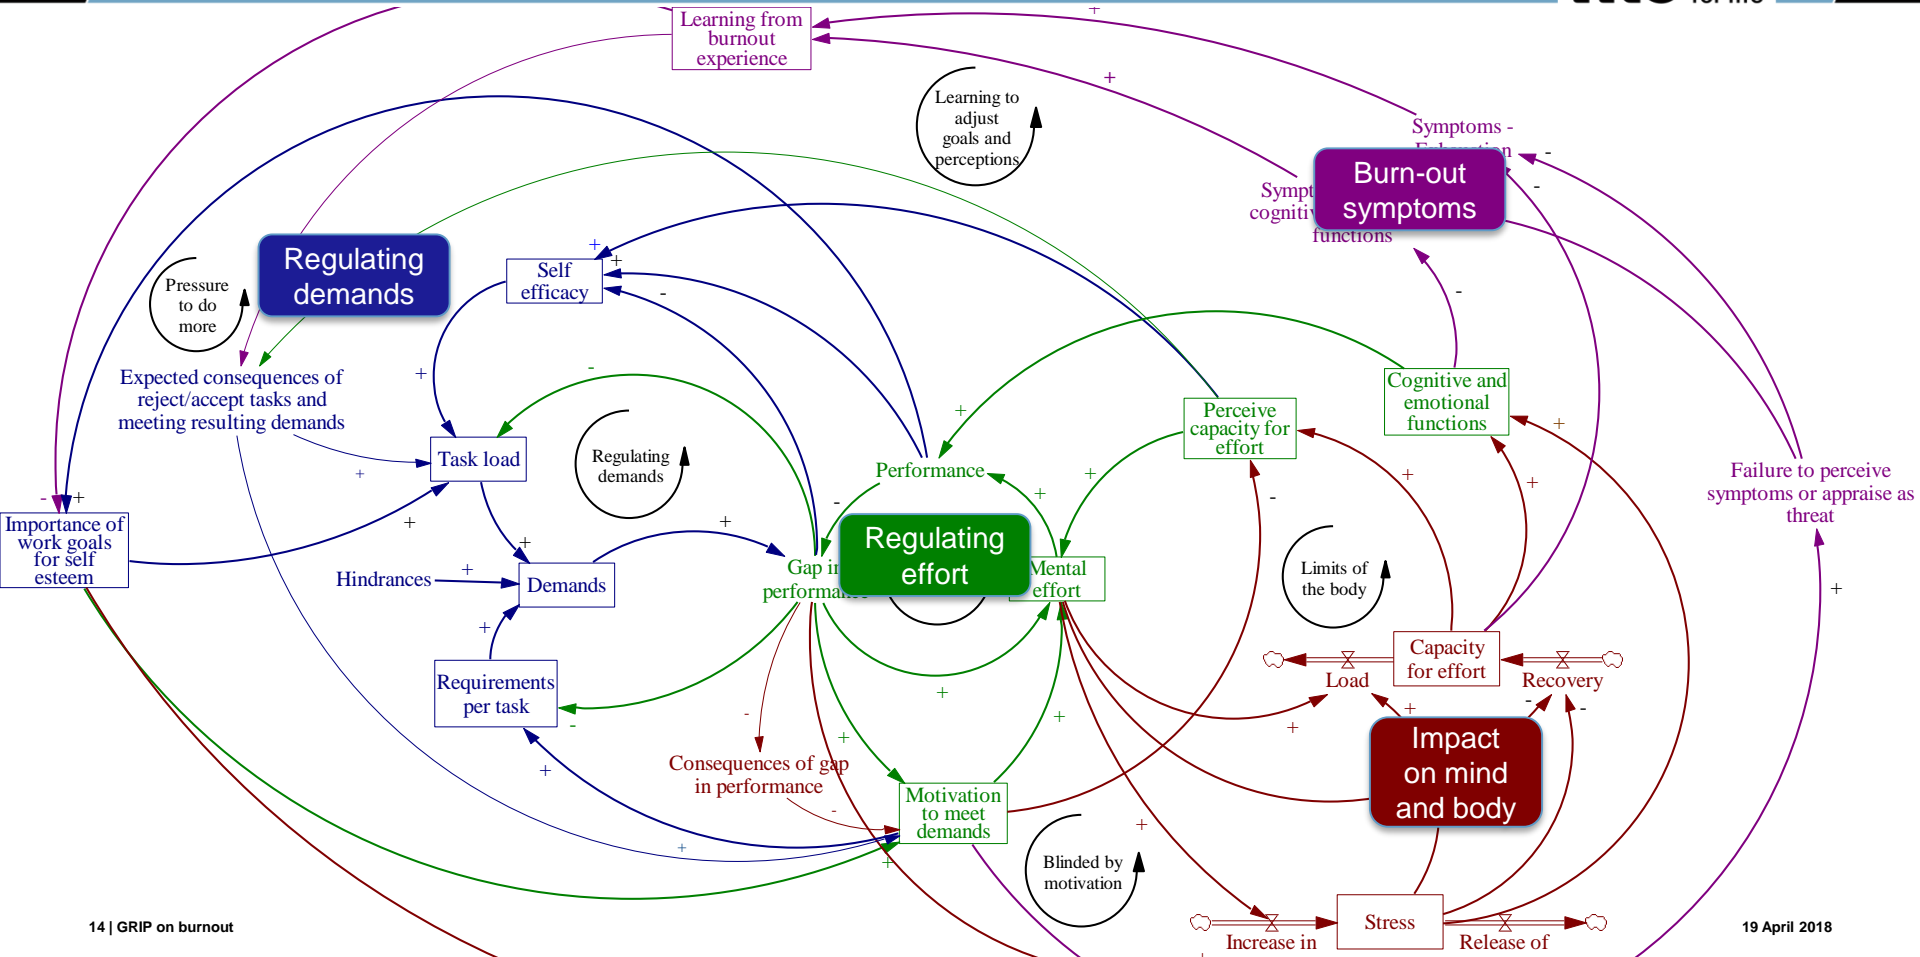 for life
Learning from
burnout
experience
Learning to
adjust
goals and
perceptions
Symptoms -
Burn-out
symptoms
functions
Regulating
demands
Pressure
to do
more
Self
efficacy
Expected consequences of
reject/accept tasks and
meeting resulting demands
Cognitive and
emotional
functions
Perceive
capacity for
effort
Task load
Regulating
demands
Performance
Failure to perceive
symptoms or appraise as
threat
Importance of
work goals
for self
esteem
Regulating
effort
Hindrances
Demands
Gap in
performance
Mental
effort
Limits of
the body
Capacity
for effort
Load
Recovery
Requirements
per task
Impact
on mind
and body
Consequences of gap
in performance
Motivation
to meet
demands
Blinded by
motivation
Stress
Increase in
Release of
14 | GRIP on burnout
19 April 2018